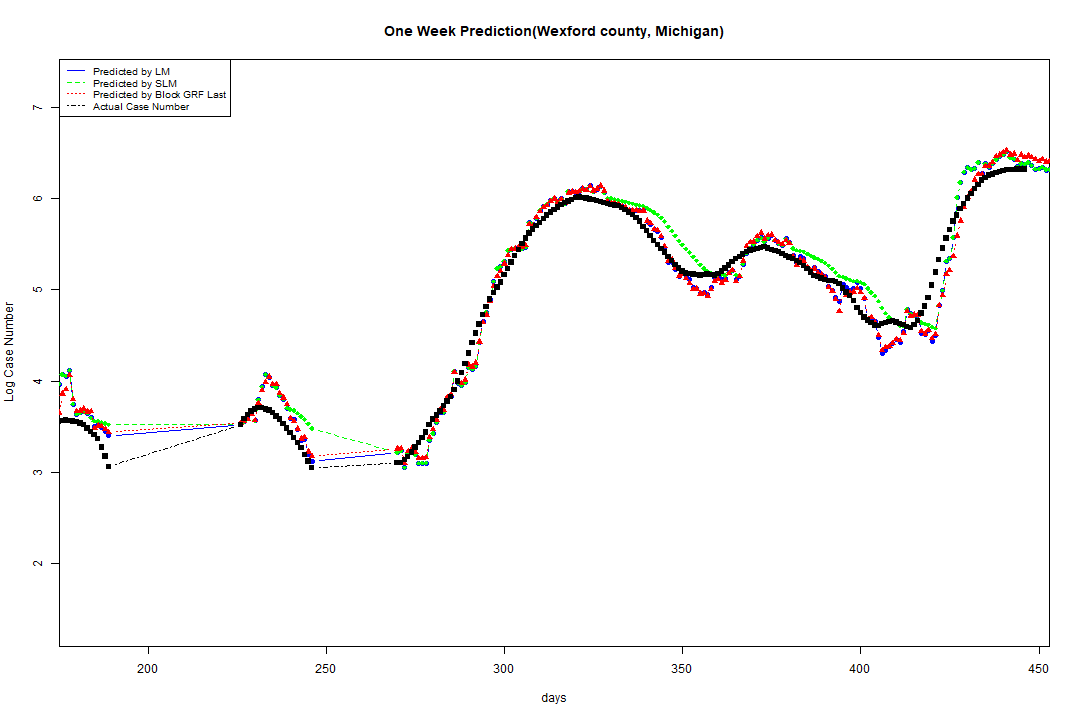 One Week Prediction(Wexford county, Michigan)
Predicted by LM
Predicted by SLM
Predicted by Block GRF Last
Actual Case Number
7
6
5
4
3
2
Log Case Number
200
250
300
350
400
450
days